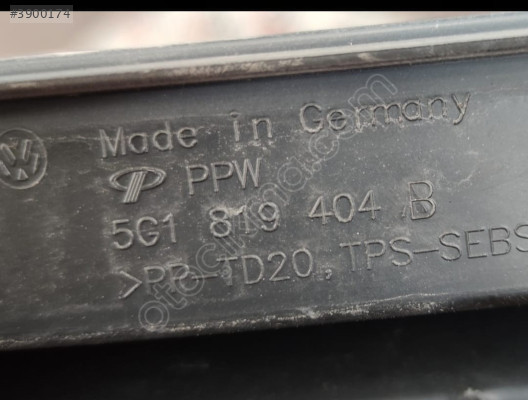 #3900174
Made in Germany
PPW
5G1 819 404 B
>PP-TD20, TPS-SEBS